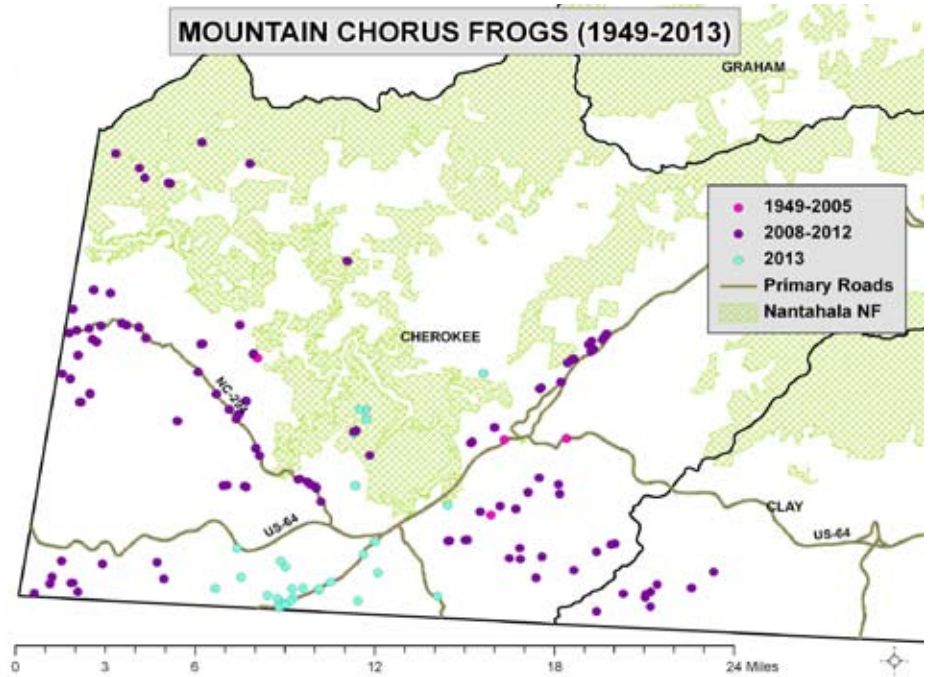 MOUNTAIN CHORUS FROGS (1949-2013)
GRAHAM
1949-2005
2008-2012
2013
Primary Roads
Nantahala NF
CHEROKEE
CLAY
US-64
US-64
0 3 6 12 18 24 Miles